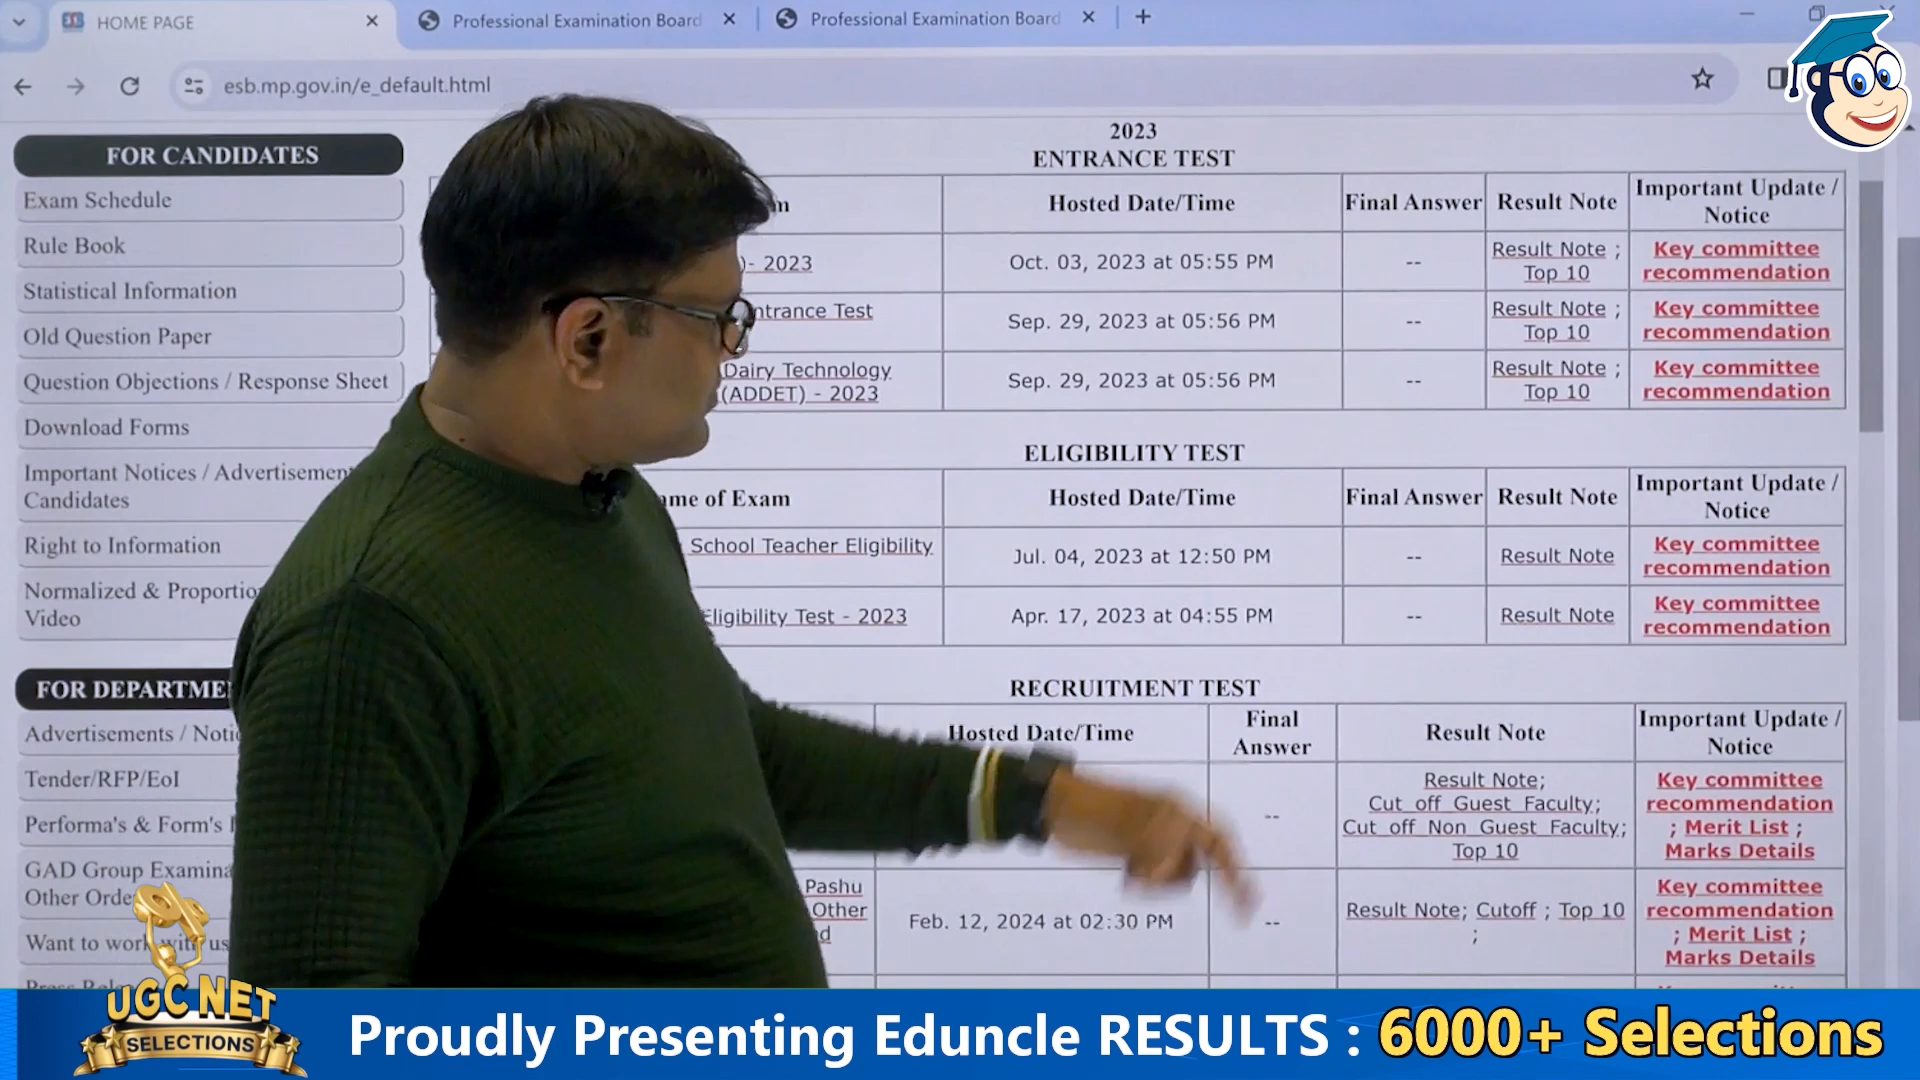 HOME PAGE
Professional Examination Board
Professional Examination Board
esb.mp.gov.in/e_default.html
FOR CANDIDATES
Exam Schedule
Rule Book
Statistical Information
Old Question Paper
Question Objections / Response Sheet
Download Forms
Important Notices / Advertisement
Candidates
Right to Information
Normalized & Proportio
Video
FOR DEPARTME
Advertisements / Noti
Tender/RFP/EoI
Performa's & Form's
GAD Group Examina
Other Orde
Want to work with us
2023
ENTRANCE TEST
Hosted Date/Time
Final Answer
Result Note
Important Update /
Notice
)- 2023
Oct. 03, 2023 at 05:55 PM
--
Result Note ;
Top 10
Key committee
recommendation
ntrance Test
Sep. 29, 2023 at 05:56 PM
--
Result Note ;
Top 10
Key committee
recommendation
Dairy Technology
(ADDET) - 2023
Sep. 29, 2023 at 05:56 PM
--
Result Note ;
Top 10
Key committee
recommendation
ELIGIBILITY TEST
me of Exam
Hosted Date/Time
Final Answer
Result Note
Important Update /
Notice
School Teacher Eligibility
Jul. 04, 2023 at 12:50 PM
--
Result Note
Key committee
recommendation
Eligibility Test - 2023
Apr. 17, 2023 at 04:55 PM
--
Result Note
Key committee
recommendation
RECRUITMENT TEST
Hosted Date/Time
Final
Answer
Result Note
Important Update /
Notice
--
Result Note;
Cut_off_Guest_Faculty;
Cut_off_Non_Guest_Faculty;
Top 10
Key committee
recommendation
; Merit List ;
Marks Details
Pashu
Other
d
Feb. 12, 2024 at 02:30 PM
--
Result Note; Cutoff ; Top 10
;
Key committee
recommendation
; Merit List ;
Marks Details
UGC NET
SELECTIONS
Proudly Presenting Eduncle RESULTS : 6000+ Selections